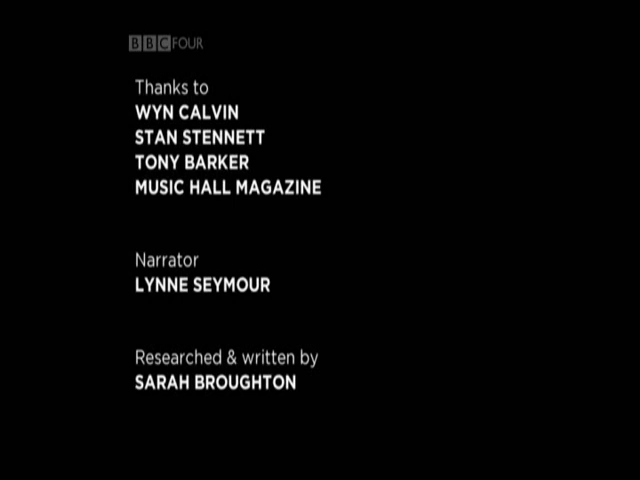 BBC FOUR
Thanks to
WYN CALVIN
STAN STENNETT
TONY BARKER
MUSIC HALL MAGAZINE
Narrator
LYNNE SEYMOUR
Researched & written by
SARAH BROUGHTON